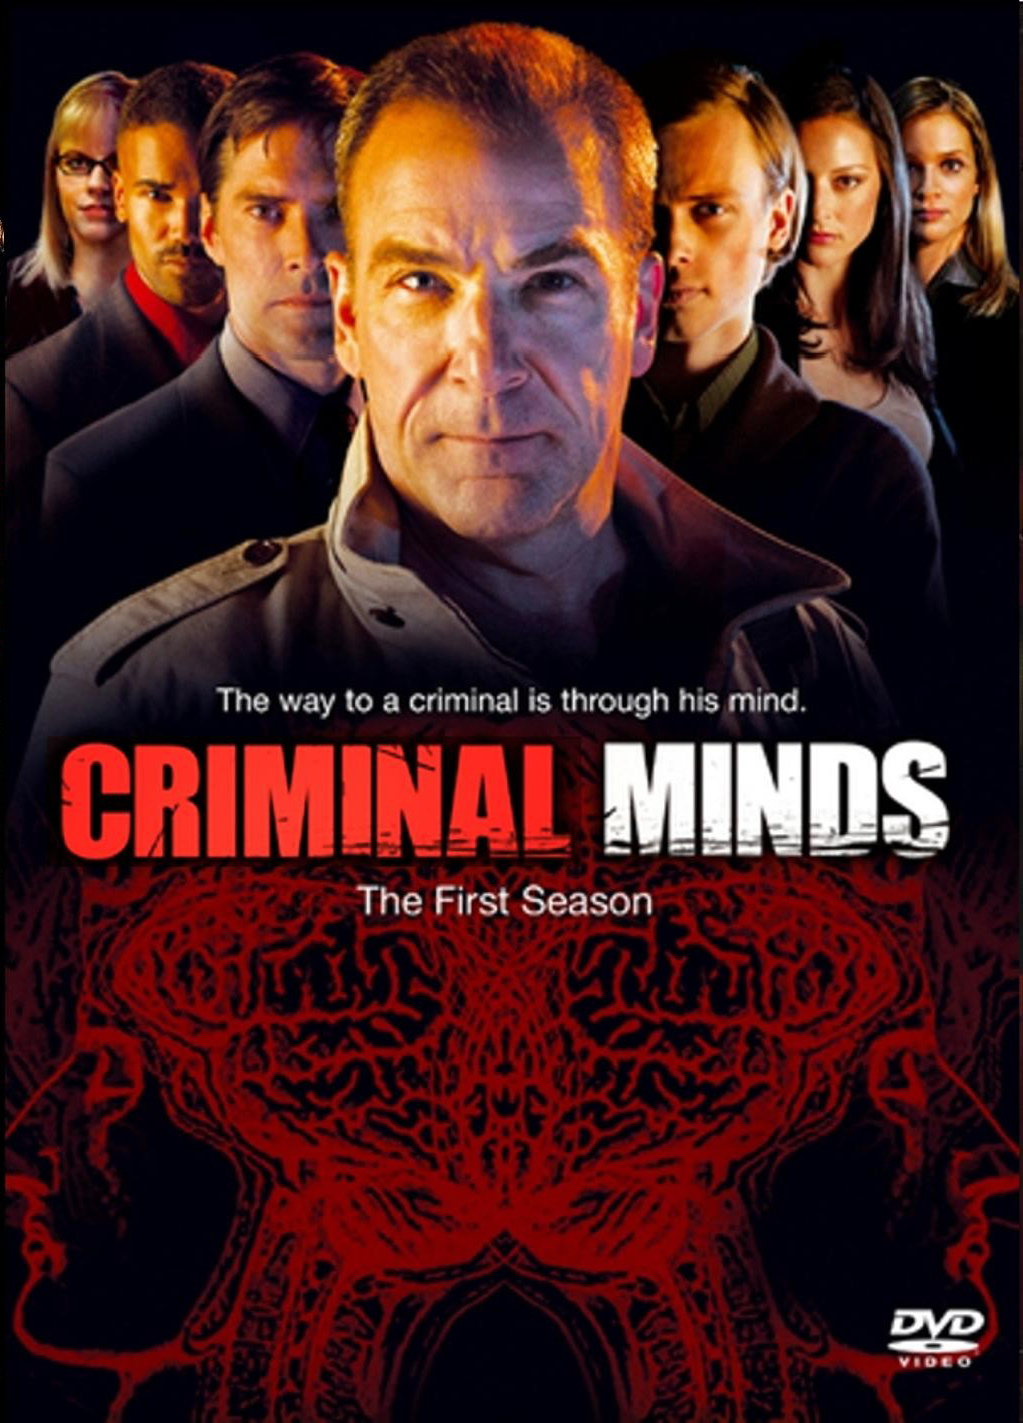 The way to a criminal is through his mind.
CRIMINAL MINDS
The First Season
DVD
VIDEO